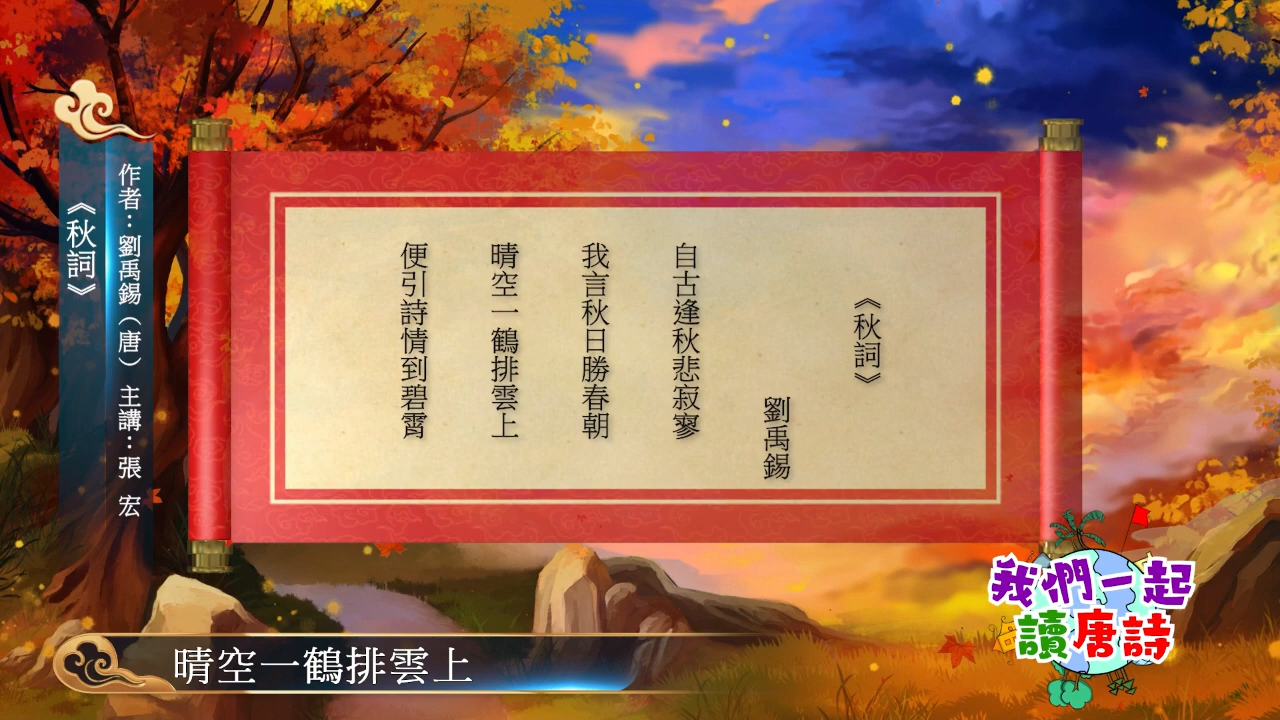 《秋詞》
劉禹錫
自古逢秋悲寂寥
我言秋日勝春朝
晴空一鶴排雲上
便引詩情到碧霄
作者：劉禹錫（唐）主講：張 宏
《秋詞》
晴空一鶴排雲上
我們一起
讀唐詩